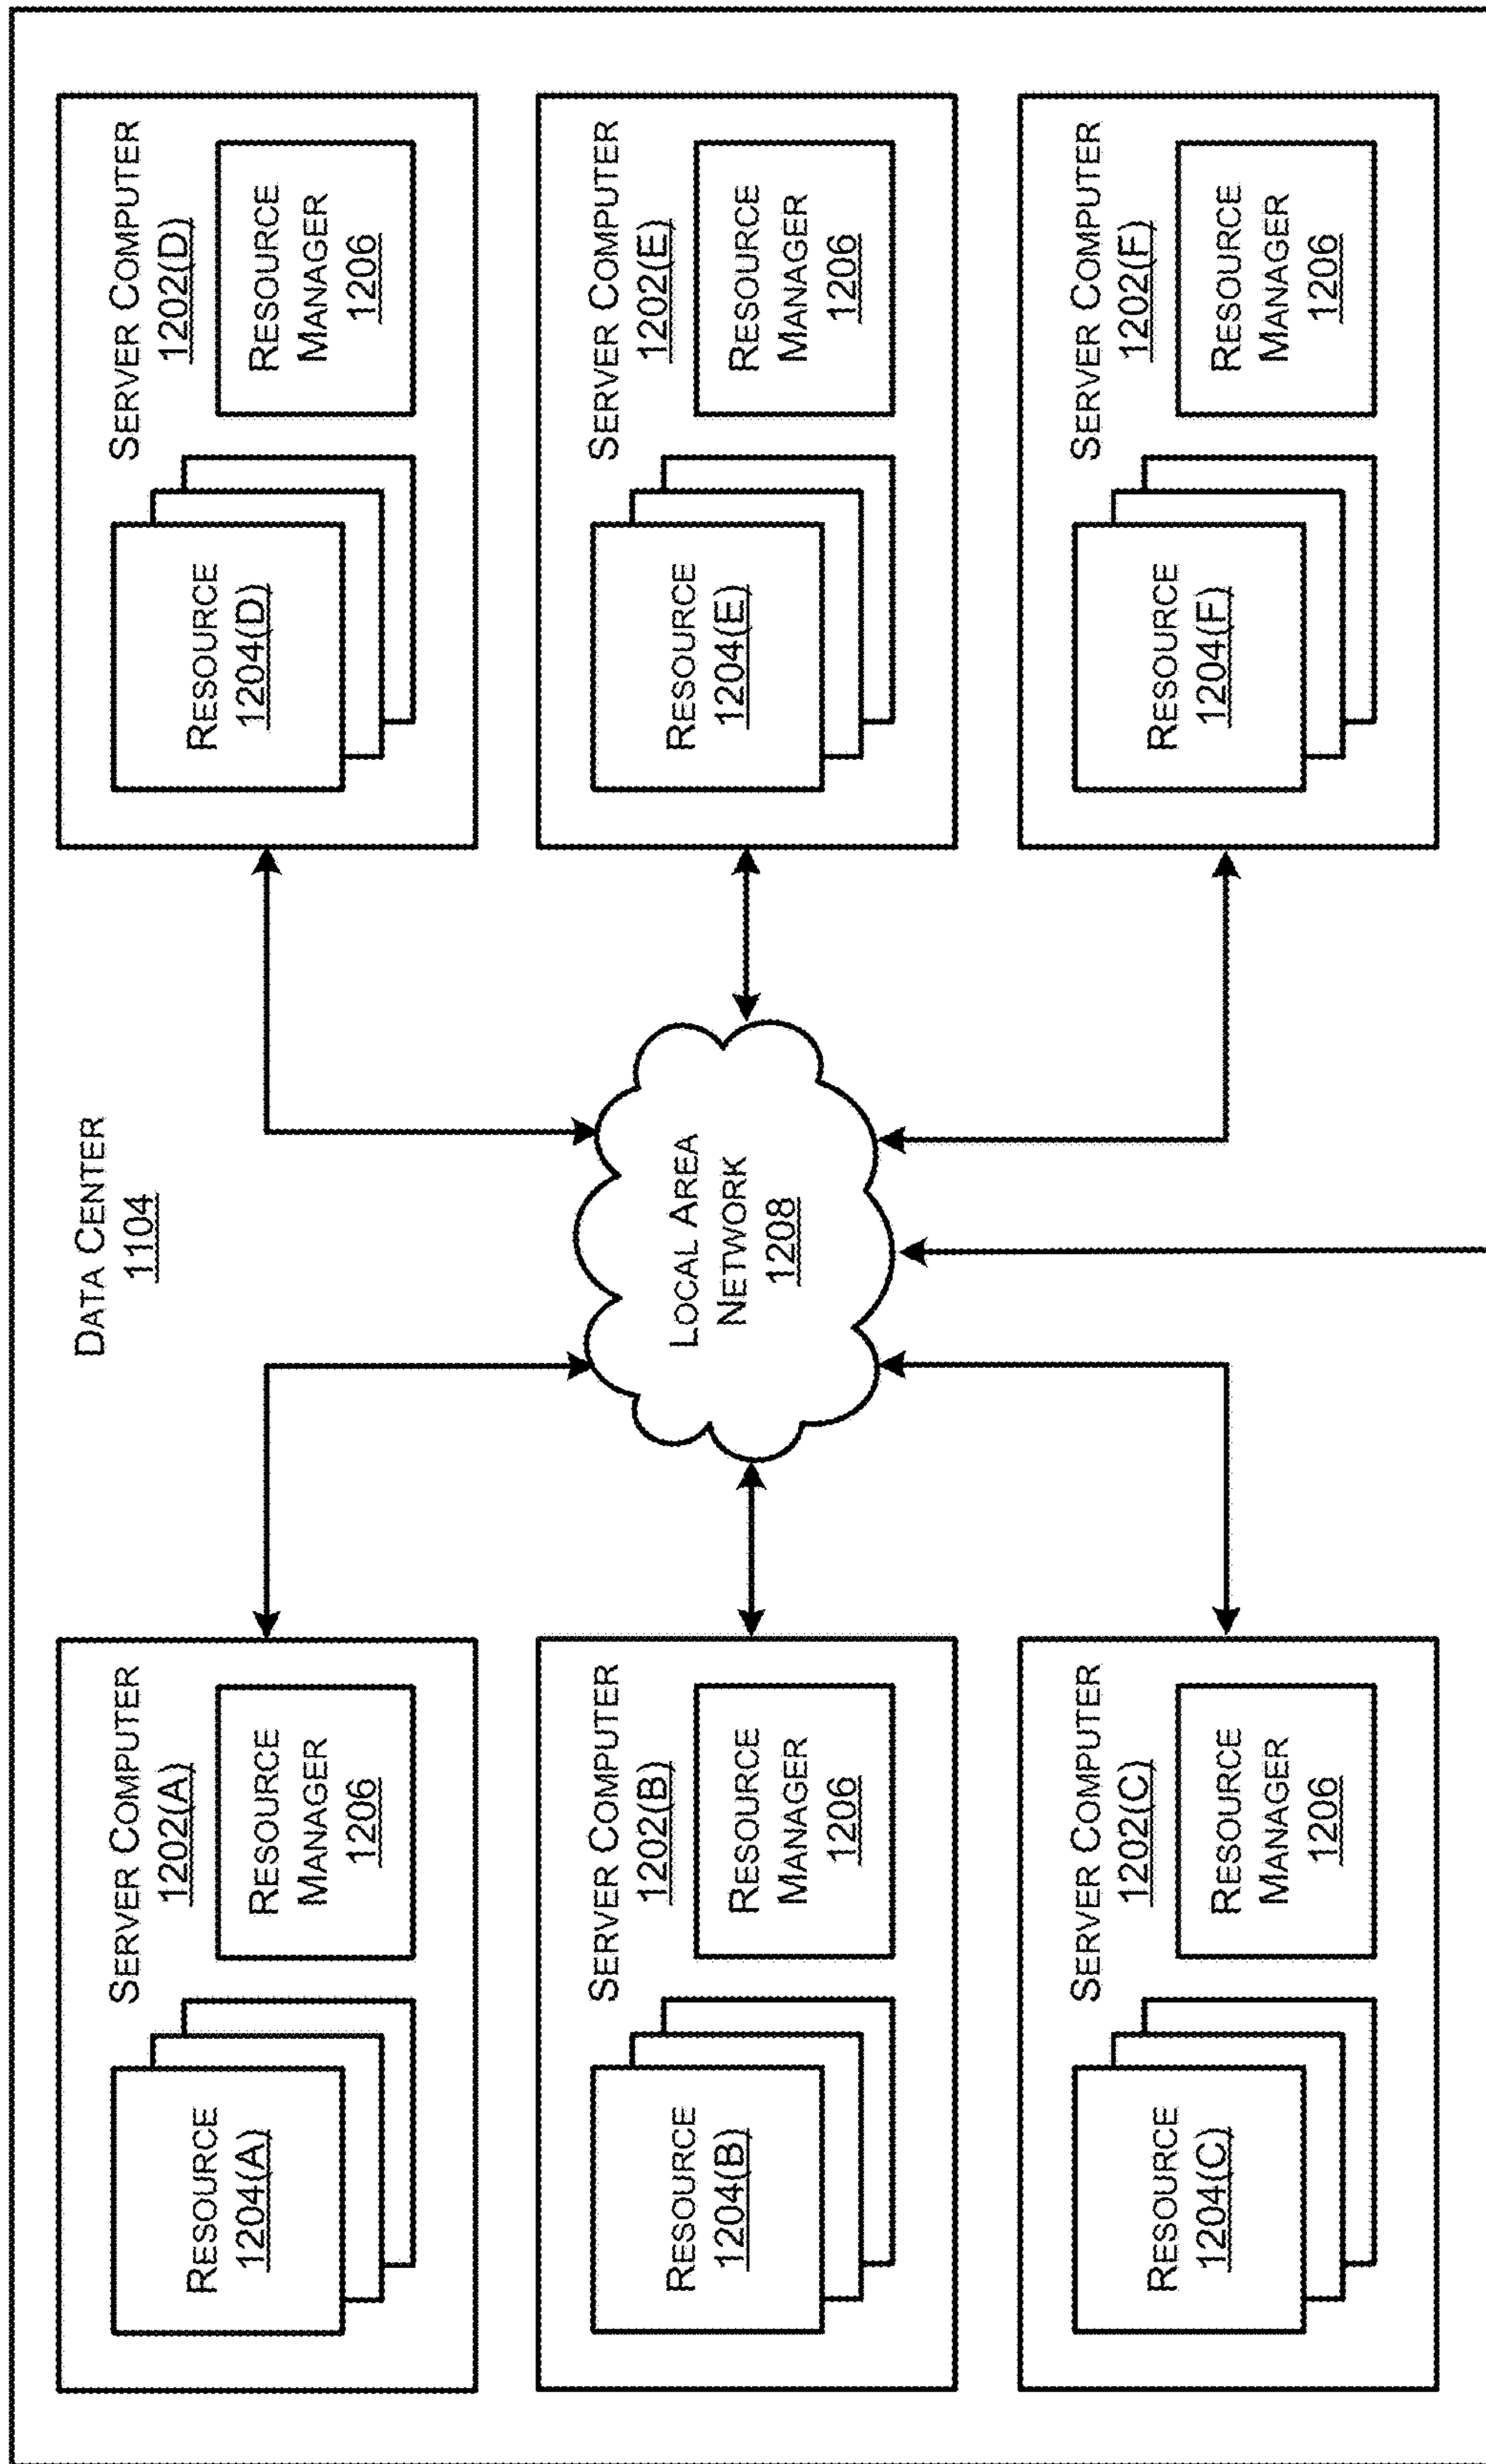 DATA CENTER
1104
SERVER COMPUTER
1202(A)
RESOURCE
1204(A)
RESOURCE
MANAGER
1206
SERVER COMPUTER
1202(B)
RESOURCE
1204(B)
RESOURCE
MANAGER
1206
SERVER COMPUTER
1202(C)
RESOURCE
1204(C)
RESOURCE
MANAGER
1206
LOCAL AREA
NETWORK
1208
SERVER COMPUTER
1202(D)
RESOURCE
1204(D)
RESOURCE
MANAGER
1206
SERVER COMPUTER
1202(E)
RESOURCE
1204(E)
RESOURCE
MANAGER
1206
SERVER COMPUTER
1202(F)
RESOURCE
1204(F)
RESOURCE
MANAGER
1206